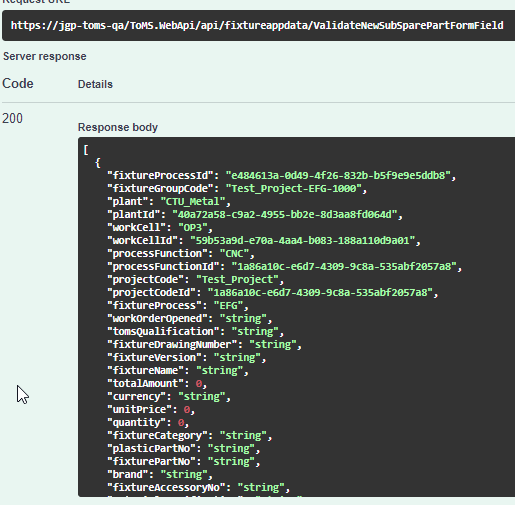 https://jgp-toms-qa/ToMS.WebApi/api/fixtureappdata/ValidateNewSubSparePartFormField
Server response
Code Details
200
Response body
[
{
"fixtureProcessId": "e484613a-0d49-4f26-832b-b5f9e9e5ddb8",
"fixtureGroupCode": "Test_Project-EFG-1000",
"plant": "CTU_Metal",
"plantId": "40a72a58-c9a2-4955-bb2e-8d3aa8fd064d",
"workCell": "OP3",
"workCellId": "59b53a9d-e70a-4aa4-b083-188a110d9a01",
"processFunction": "CNC",
"processFunctionId": "1a86a10c-e6d7-4309-9c8a-535abf2057a8",
"projectCode": "Test_Project",
"projectCodeId": "1a86a10c-e6d7-4309-9c8a-535abf2057a8",
"fixtureProcess": "EFG",
"workOrderOpened": "string",
"tomsQualification": "string",
"fixtureDrawingNumber": "string",
"fixtureVersion": "string",
"fixtureName": "string",
"totalAmount": 0,
"currency": "string",
"unitPrice": 0,
"quantity": 0,
"fixtureCategory": "string",
"plasticPartNo": "string",
"fixturePartNo": "string",
"brand": "string",
"fixtureAccessoryNo": "string",